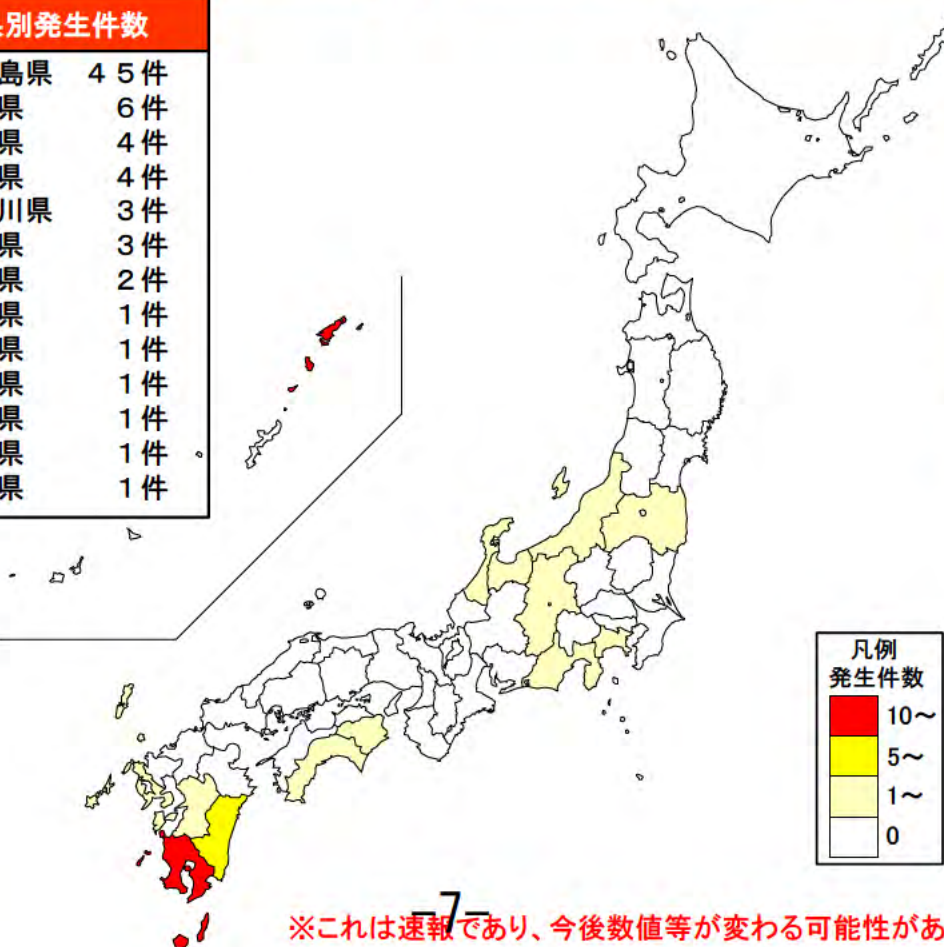 県別発生件数
島県 45件
県 6件
県 4件
県 4件
川県 3件
県 3件
県 2件
県 1件
県 1件
県 1件
県 1件
県 1件
県 1件
凡例
発生件数
10~
5~
1~
0
-7-
※これは速報であり、今後数値等が変わる可能性があ